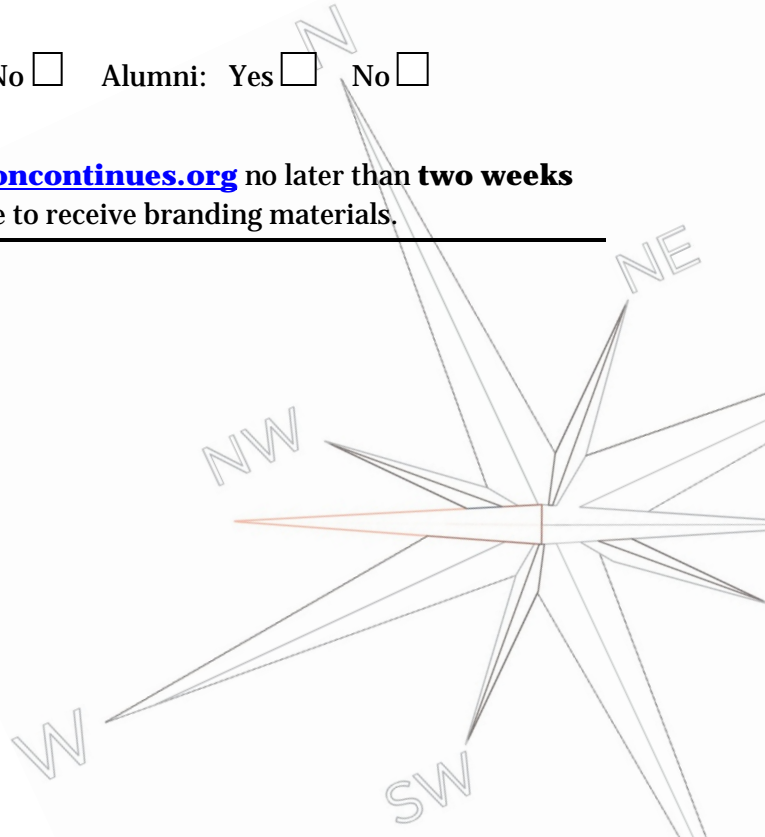 No ☐ Alumni: Yes ☐ No ☐
oncontinues.org no later than two weeks
e to receive branding materials.
N
NE
NW
W
SW